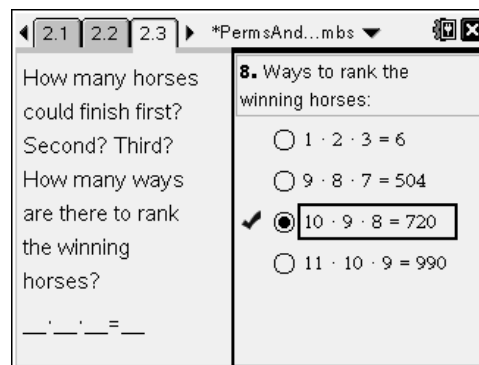 2.1 2.2 2.3 *PermsAnd...mbs
How many horses
could finish first?
Second? Third?
How many ways
are there to rank
the winning
horses?
__·__·__=__
8. Ways to rank the
winning horses:
1 · 2 · 3 = 6
9 · 8 · 7 = 504
10 · 9 · 8 = 720
11 · 10 · 9 = 990